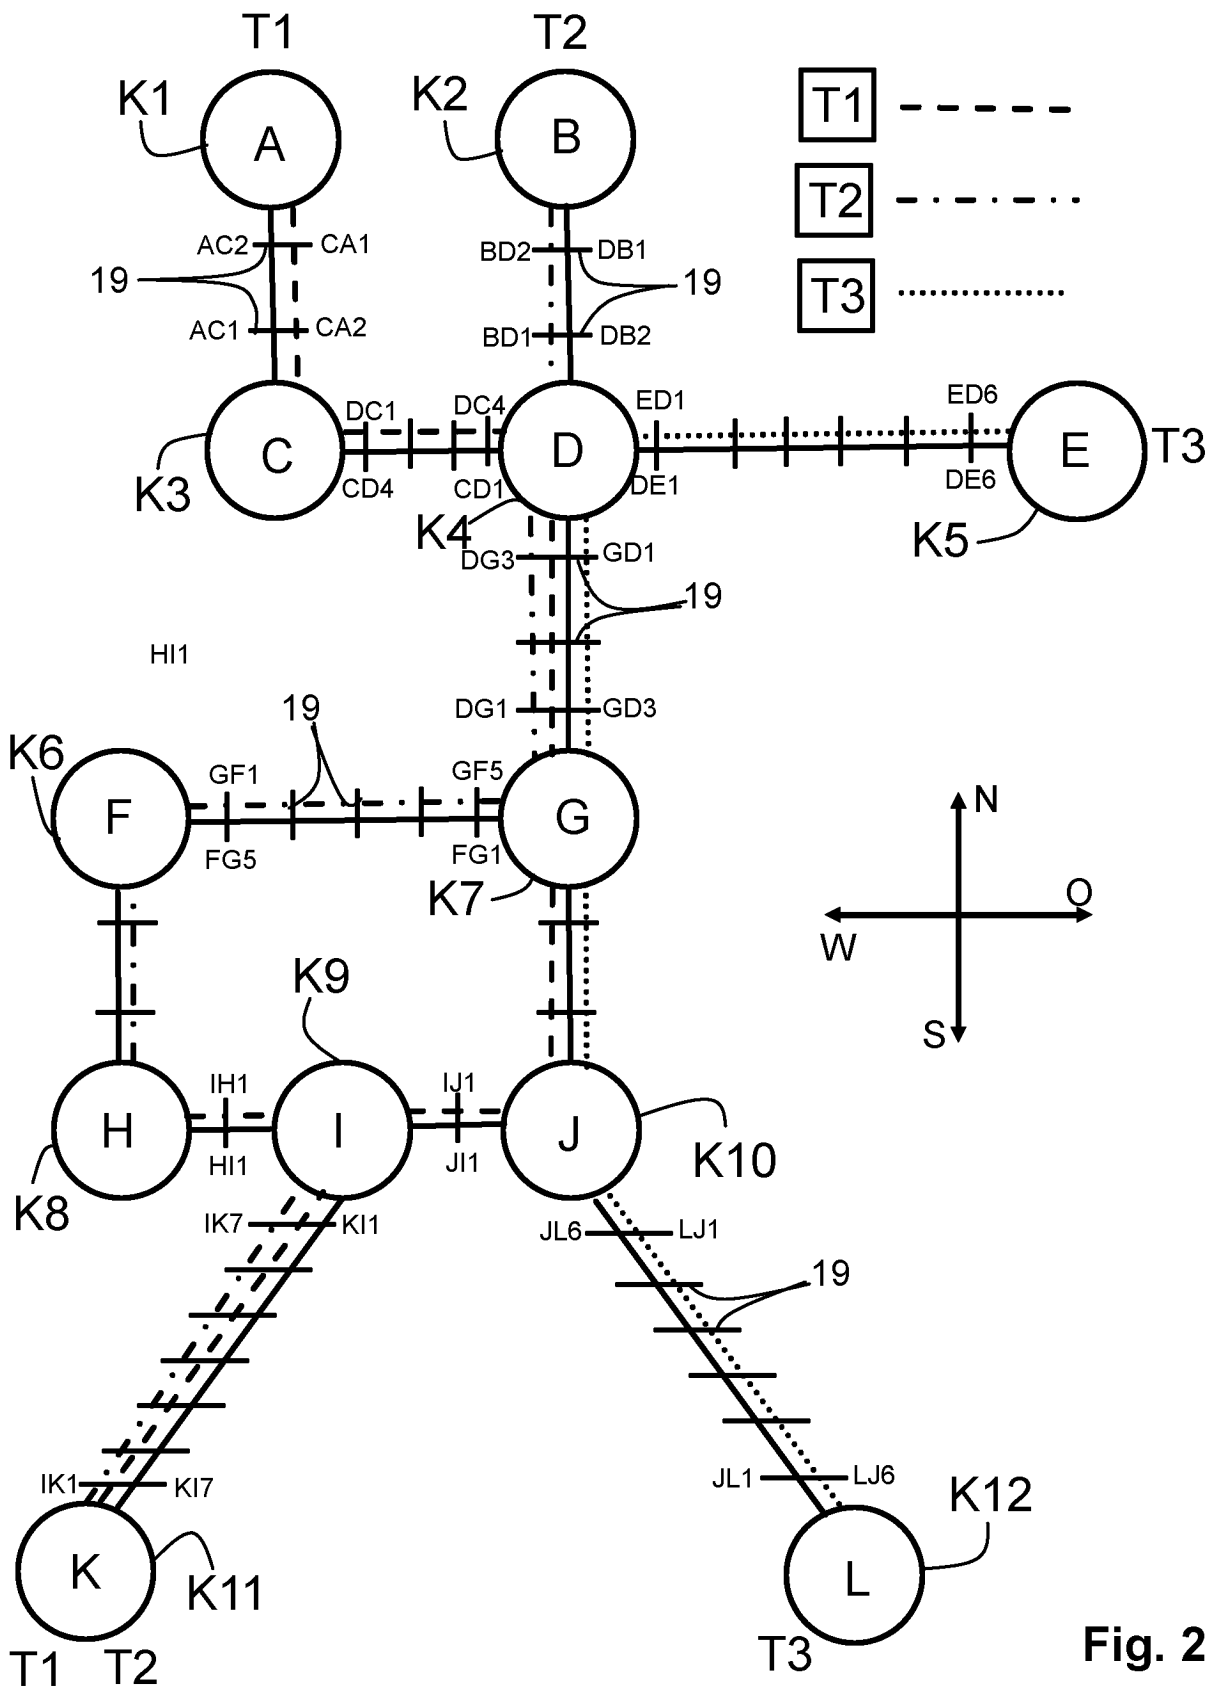 T1 T2
K1 A K2 B T1
T2
AC2 CA1 BD2 DB1
19 19 T3
AC1 CA2 BD1 DB2
DC1 DC4 ED1 ED6
C D E T3
K3 CD4 CD1 DE1 DE6
K4 K5
DG3 GD1
19
HI1
DG1 GD3
19
K6 GF1 GF5
F G N
FG5 FG1
K7 O
W
K9 S
IH1 IJ1
H I J
HI1 JI1 K10
K8 IK7 KI1 JL6 LJ1
19
IK1 KI7 JL1 LJ6
K12
K K11 L
T1 T2 T3 Fig. 2